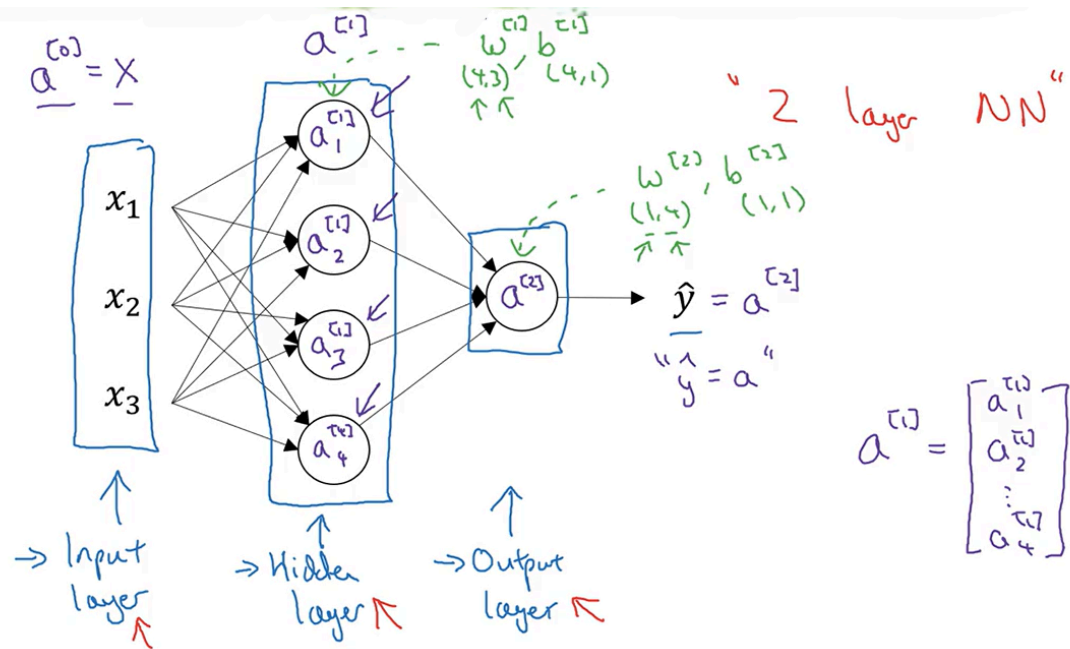 a^[0] = X
a^[1]
w^[1], b^[1]
(4,3) (4,1)
"2 layer NN"
x₁
x₂
x₃
a₁^[1]
a₂^[1]
a₃^[1]
a₄^[4]
w^[2], b^[2]
(1,4) (1,1)
a^[2]
ŷ = a^[2]
"ŷ = a"
a^[1] = [a₁^[1]
a₂^[1]
⋮
a₄^[1]]
→ Input layer
→ Hidden layer
→ Output layer